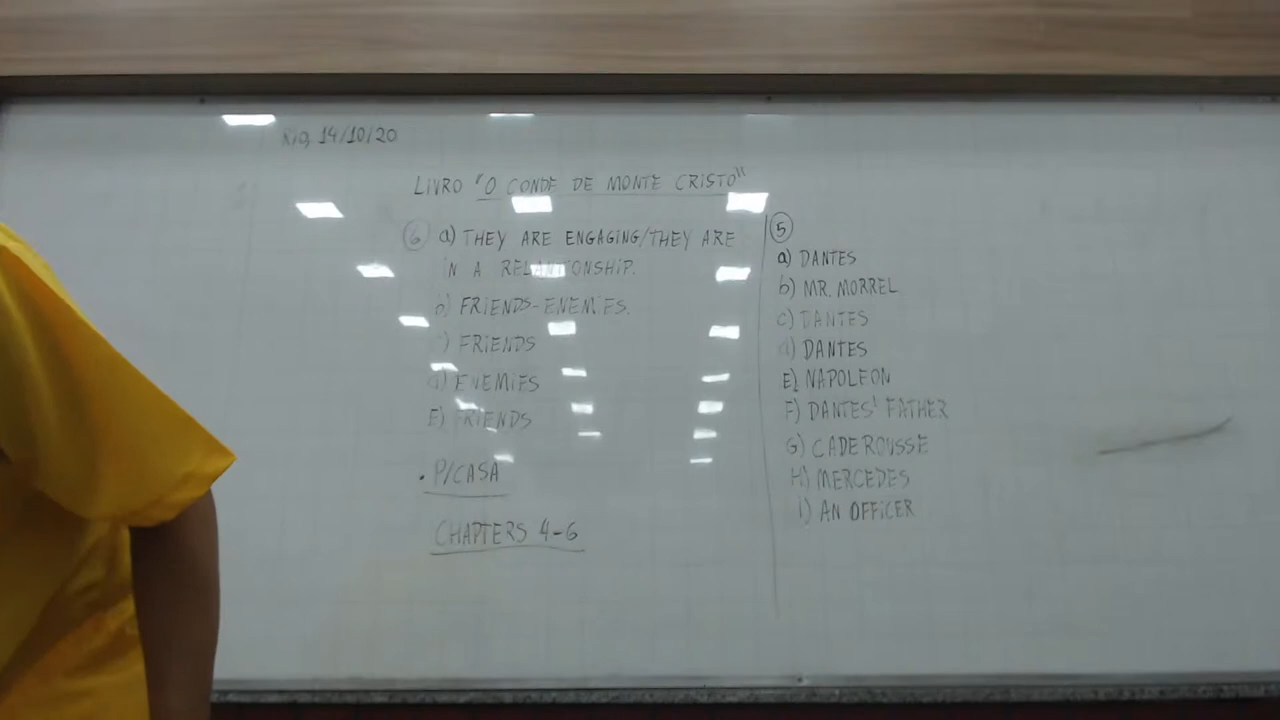 Rio, 14/10/20
LIVRO "O CONDE DE MONTE CRISTO"
6 a) THEY ARE ENGAGING/THEY ARE
IN A RELANTIONSHIP.
b) FRIENDS-ENEMIES.
c) FRIENDS
d) ENEMIES
E) FRIENDS
. P/CASA
CHAPTERS 4-6
5
a) DANTES
b) MR. MORREL
c) DANTES
d) DANTES
E) NAPOLEON
F) DANTES' FATHER
G) CADEROUSSE
H) MERCEDES
I) AN OFFICER